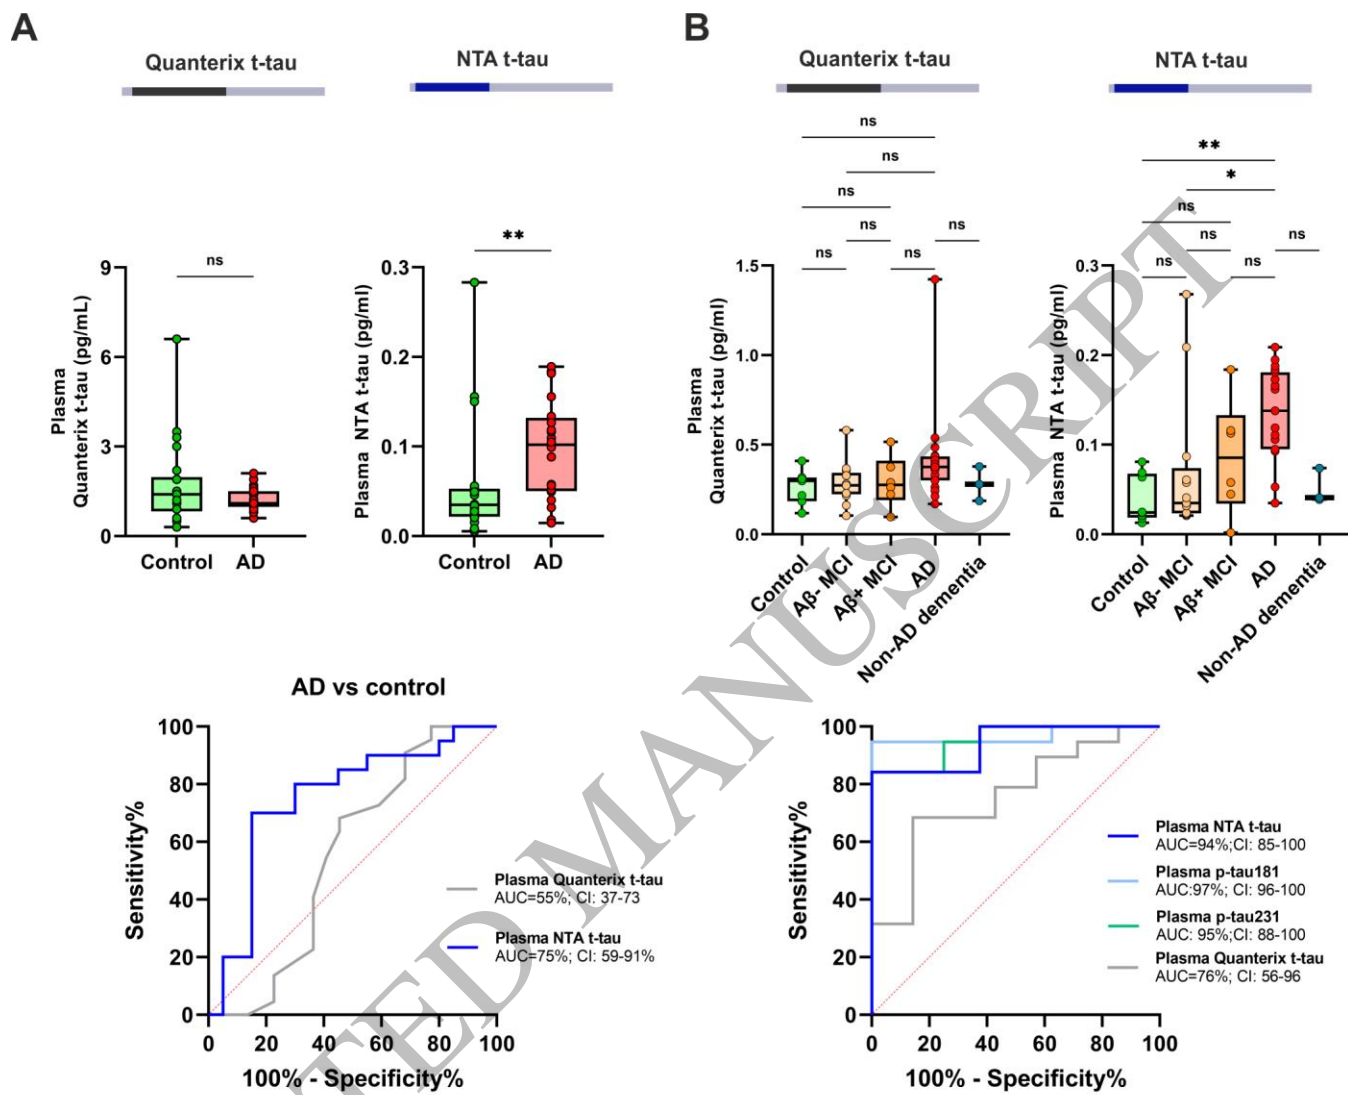 A
B
Quanterix t-tau
NTA t-tau
Quanterix t-tau
NTA t-tau
ns
**
ns
ns
ns
ns
ns
ns
ns
**
*
ns
ns
ns
ns
ns
Plasma
Quanterix t-tau (pg/mL)
9
6
3
0
Control
AD
Plasma NTA t-tau (pg/ml)
0.3
0.2
0.1
0.0
Control
AD
Plasma
Quanterix t-tau (pg/ml)
1.5
1.0
0.5
0.0
Control
Aβ- MCI
Aβ+ MCI
AD
Non-AD dementia
Plasma NTA t-tau (pg/ml)
0.3
0.2
0.1
0.0
Control
Aβ- MCI
Aβ+ MCI
AD
Non-AD dementia
AD vs control
Sensitivity%
100
80
60
40
20
0
0 20 40 60 80 100
100% - Specificity%
Plasma Quanterix t-tau
AUC=55%; CI: 37-73
Plasma NTA t-tau
AUC=75%; CI: 59-91%
Sensitivity%
100
80
60
40
20
0
0 20 40 60 80 100
100% - Specificity%
Plasma NTA t-tau
AUC=94%;CI: 85-100
Plasma p-tau181
AUC:97%; CI: 96-100
Plasma p-tau231
AUC: 95%;CI: 88-100
Plasma Quanterix t-tau
AUC=76%; CI: 56-96
TED MANUSCRIPT